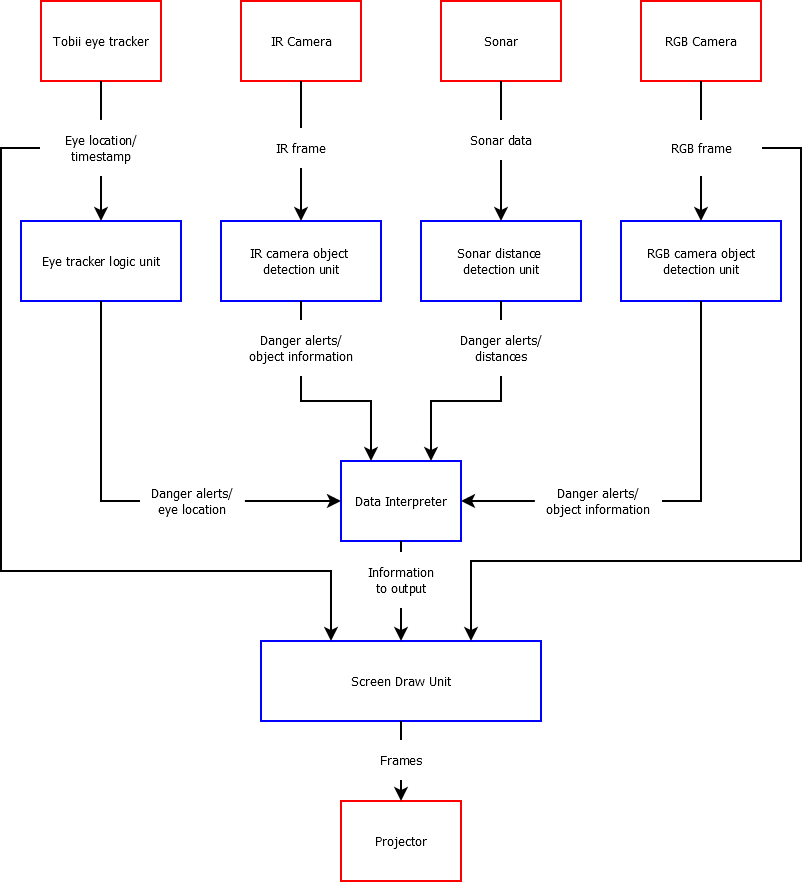 Tobii eye tracker
IR Camera
Sonar
RGB Camera
Eye location/
timestamp
IR frame
Sonar data
RGB frame
Eye tracker logic unit
IR camera object
detection unit
Sonar distance
detection unit
RGB camera object
detection unit
Danger alerts/
object information
Danger alerts/
distances
Danger alerts/
eye location
Data Interpreter
Danger alerts/
object information
Information
to output
Screen Draw Unit
Frames
Projector